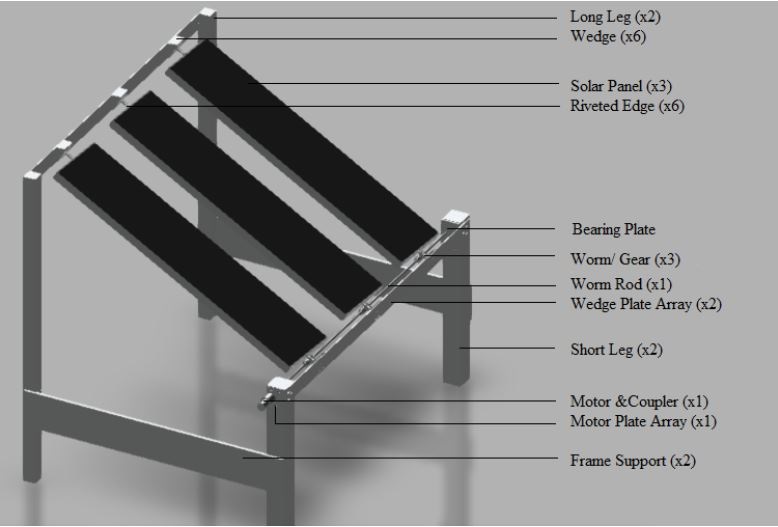 Long Leg (x2)
Wedge (x6)
Solar Panel (x3)
Riveted Edge (x6)
Bearing Plate
Worm/ Gear (x3)
Worm Rod (x1)
Wedge Plate Array (x2)
Short Leg (x2)
Motor &Coupler (x1)
Motor Plate Array (x1)
Frame Support (x2)